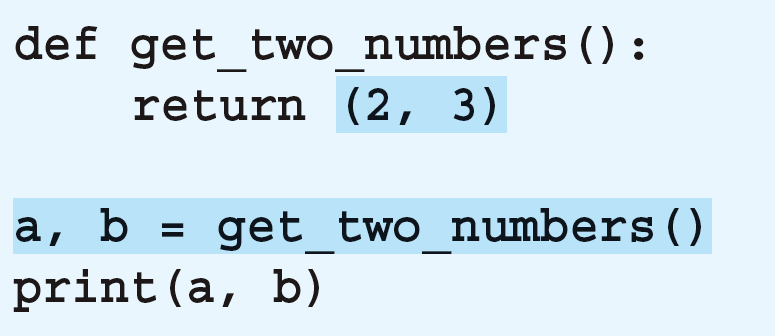 def get_two_numbers():
    return (2, 3)
a, b = get_two_numbers()
print(a, b)